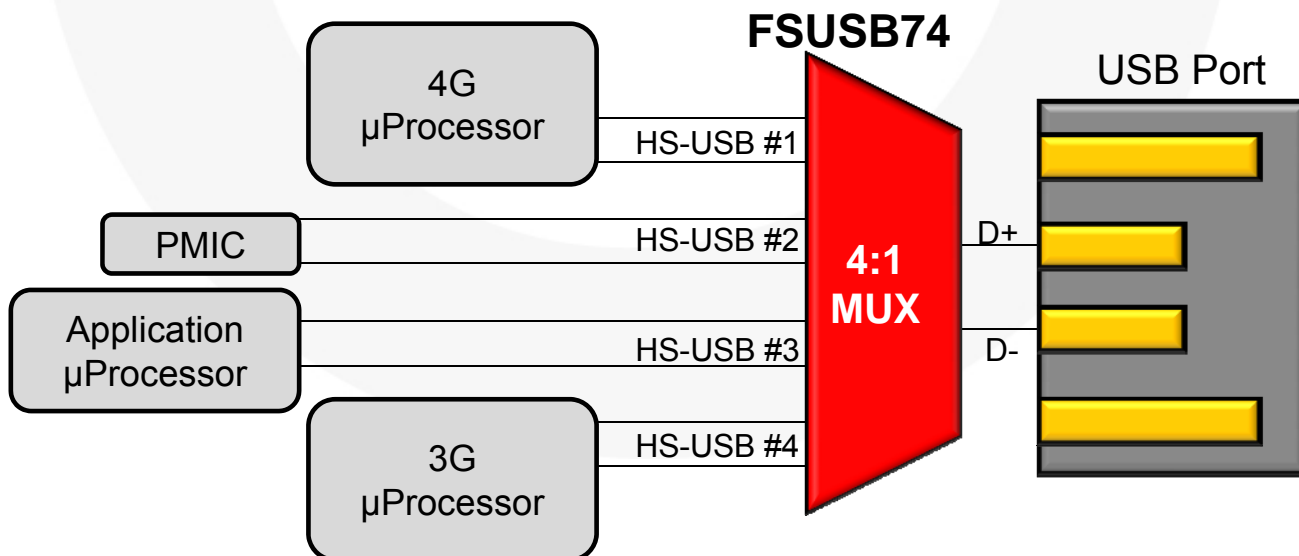 FSUSB74
USB Port
4G
µProcessor
HS-USB #1
PMIC
HS-USB #2
D+
4:1
MUX
Application
µProcessor
HS-USB #3
D-
3G
µProcessor
HS-USB #4